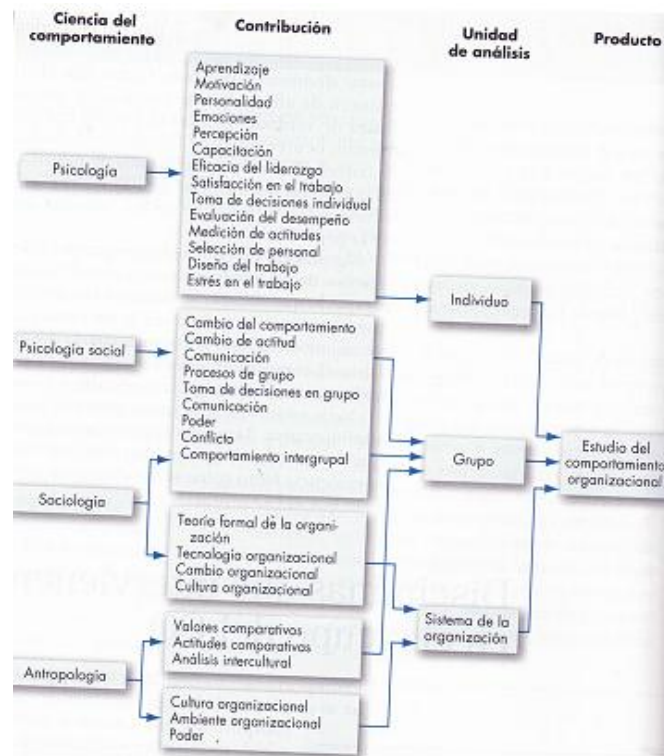 Ciencia del
comportamiento
Contribución
Unidad
de análisis
Producto
Psicología
Aprendizaje
Motivación
Personalidad
Emociones
Percepción
Capacitación
Eficacia del liderazgo
Satisfacción en el trabajo
Toma de decisiones individual
Evaluación del desempeño
Medición de actitudes
Selección de personal
Diseño del trabajo
Estrés en el trabajo
Individuo
Psicología social
Cambio del comportamiento
Cambio de actitud
Comunicación
Procesos de grupo
Toma de decisiones en grupo
Comunicación
Poder
Conflicto
Comportamiento intergrupal
Grupo
Estudio del
comportamiento
organizacional
Sociología
Teoría formal de la organi-
zación
Tecnología organizacional
Cambio organizacional
Cultura organizacional
Sistema de la
organización
Antropología
Valores comparativos
Actitudes comparativas
Análisis intercultural
Cultura organizacional
Ambiente organizacional
Poder